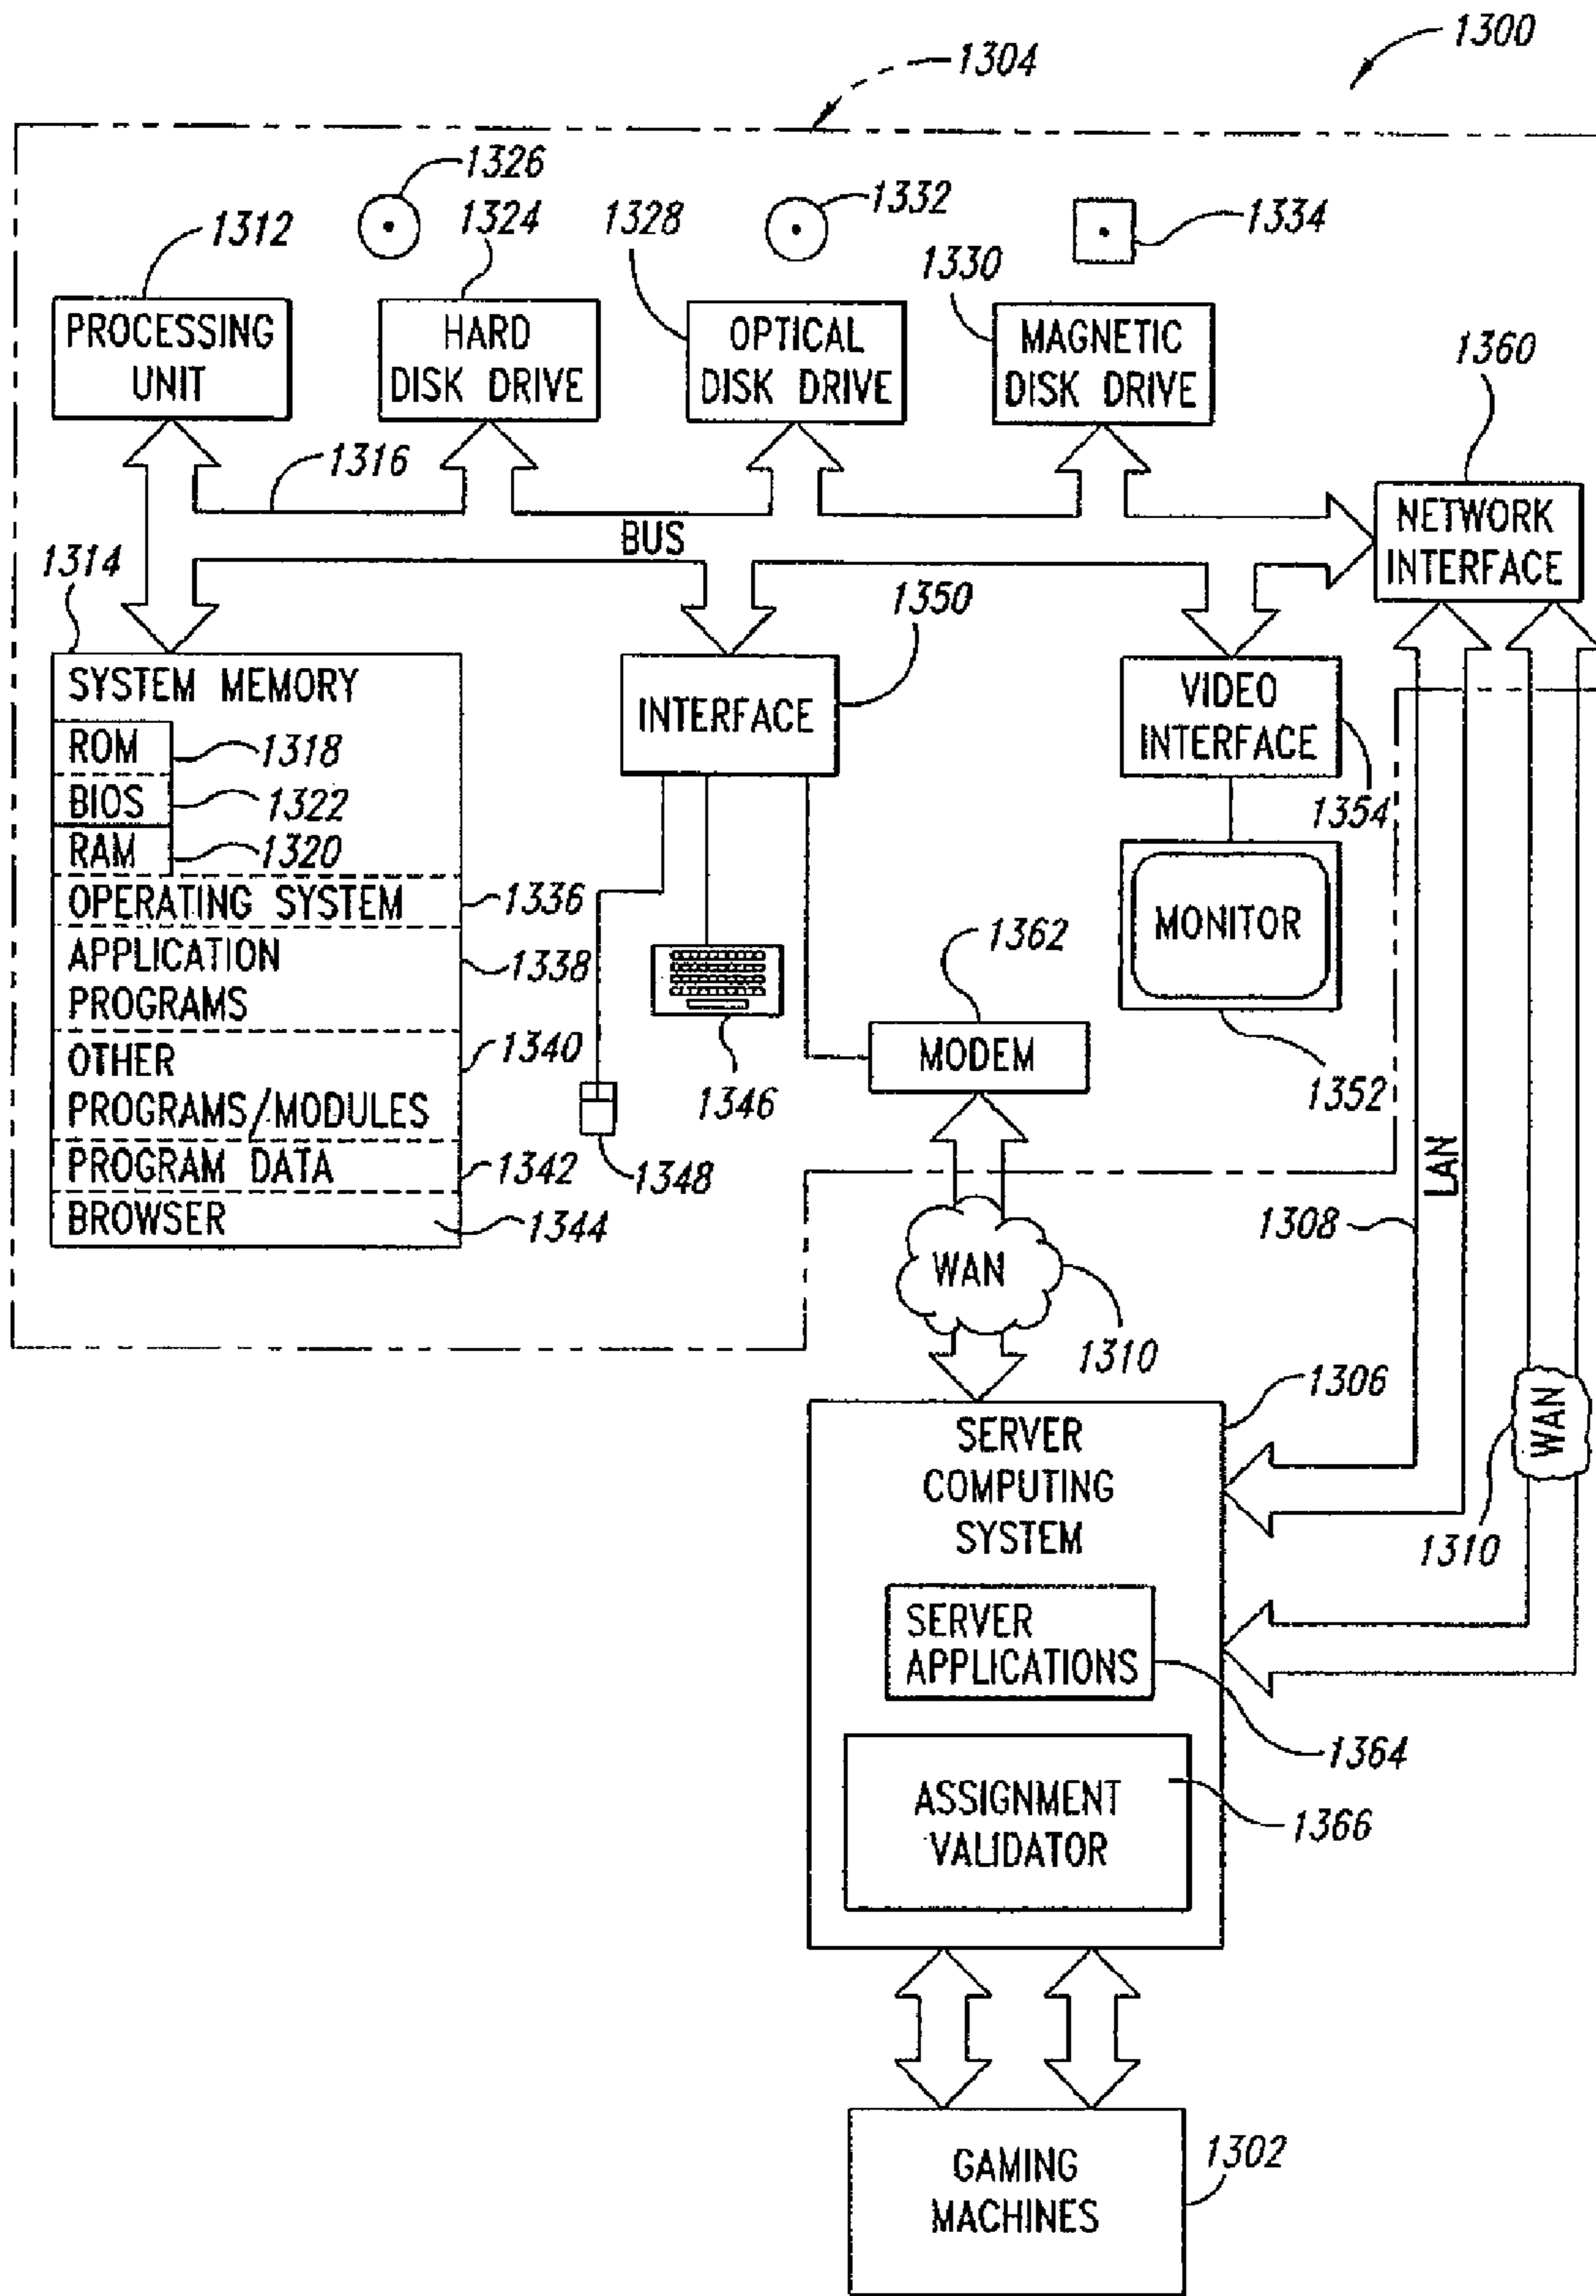 1300
1304
1326
1332
1334
1312
1324
1328
1330
PROCESSING
UNIT
HARD
DISK DRIVE
OPTICAL
DISK DRIVE
MAGNETIC
DISK DRIVE
1360
1316
NETWORK
INTERFACE
BUS
1314
1350
SYSTEM MEMORY
ROM
1318
BIOS
1322
RAM
1320
OPERATING SYSTEM
1336
APPLICATION
PROGRAMS
1338
OTHER
PROGRAMS/MODULES
1340
PROGRAM DATA
1342
BROWSER
1344
INTERFACE
VIDEO
INTERFACE
1354
MONITOR
1352
1362
MODEM
1346
1348
LAN
1308
WAN
1310
1306
WAN
1310
SERVER
COMPUTING
SYSTEM
SERVER
APPLICATIONS
1364
ASSIGNMENT
VALIDATOR
1366
GAMING
MACHINES
1302